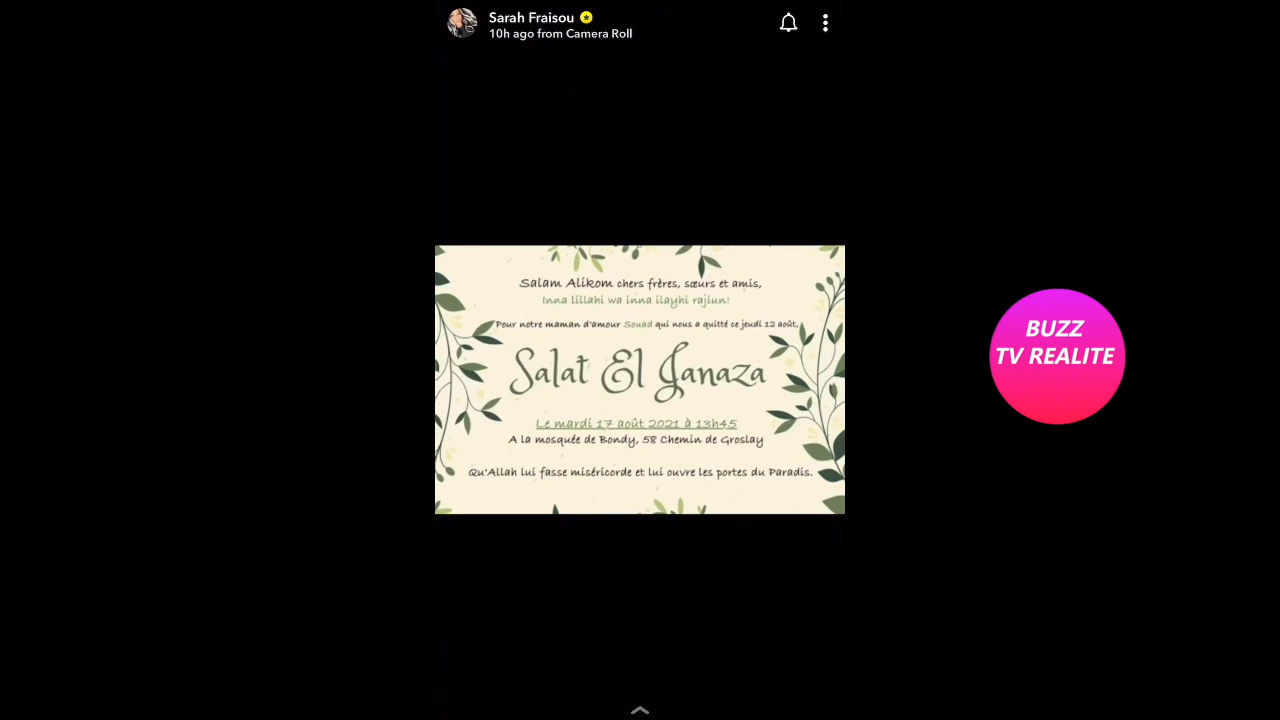 Sarah Fraisou
10h ago from Camera Roll
Salam Alikom chers frères, sœurs et amis,
Inna lillahi wa inna ilayhi rajiun!
Pour notre maman d'amour Souad qui nous a quitté ce jeudi 12 août,
Salat El Janaza
Le mardi 17 août 2021 à 13h45
A la mosquée de Bondy, 58 Chemin de Groslay
Qu'Allah lui fasse miséricorde et lui ouvre les portes du Paradis.
BUZZ
TV REALITE